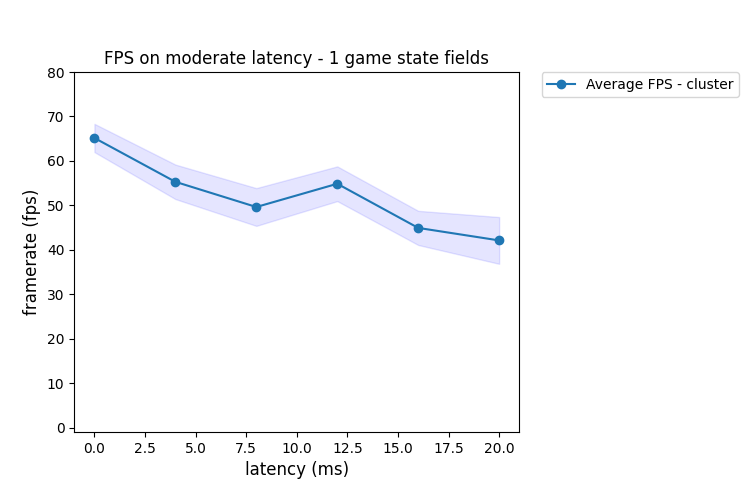 FPS on moderate latency - 1 game state fields
Average FPS - cluster
framerate (fps)
80
70
60
50
40
30
20
10
0
0.0 2.5 5.0 7.5 10.0 12.5 15.0 17.5 20.0
latency (ms)